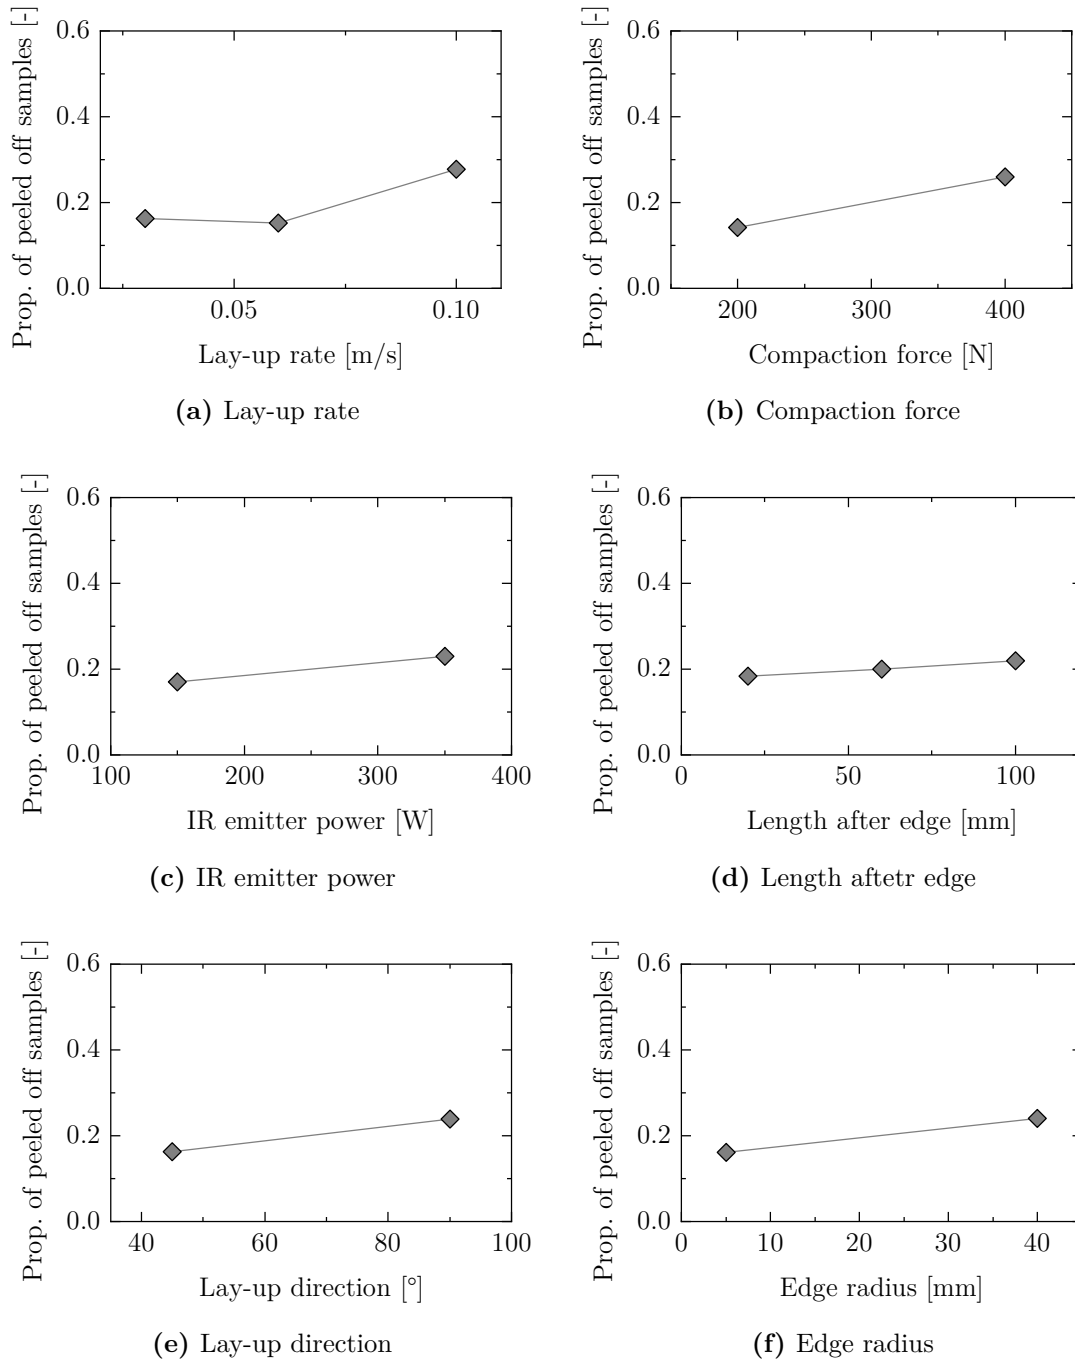 Prop. of peeled off samples [-]
0.6
0.4
0.2
0.0
0.05
0.10
Lay-up rate [m/s]
(a) Lay-up rate
Prop. of peeled off samples [-]
0.6
0.4
0.2
0.0
200
300
400
Compaction force [N]
(b) Compaction force
Prop. of peeled off samples [-]
0.6
0.4
0.2
0.0
100
200
300
400
IR emitter power [W]
(c) IR emitter power
Prop. of peeled off samples [-]
0.6
0.4
0.2
0.0
0
50
100
Length after edge [mm]
(d) Length aftetr edge
Prop. of peeled off samples [-]
0.6
0.4
0.2
0.0
40
60
80
100
Lay-up direction [°]
(e) Lay-up direction
Prop. of peeled off samples [-]
0.6
0.4
0.2
0.0
0
10
20
30
40
Edge radius [mm]
(f) Edge radius